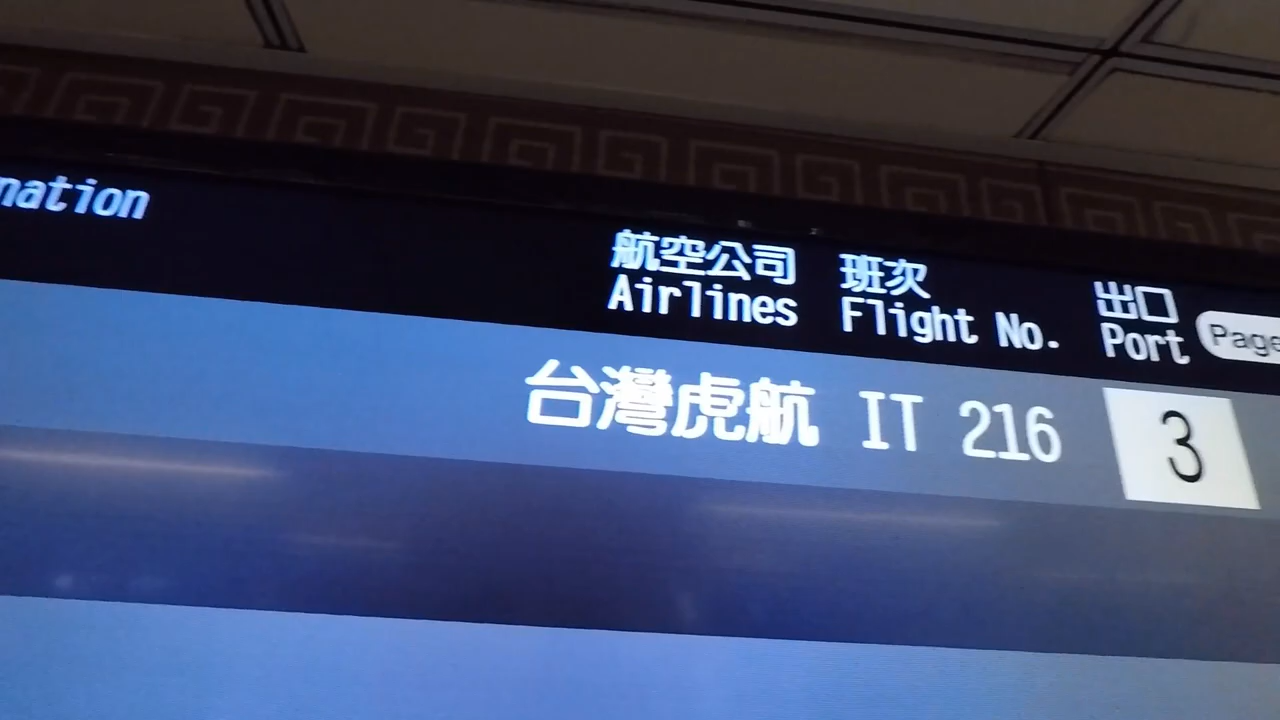 mation
航空公司 班次 出口
Airlines Flight No. Port Page
台灣虎航 IT 216 3